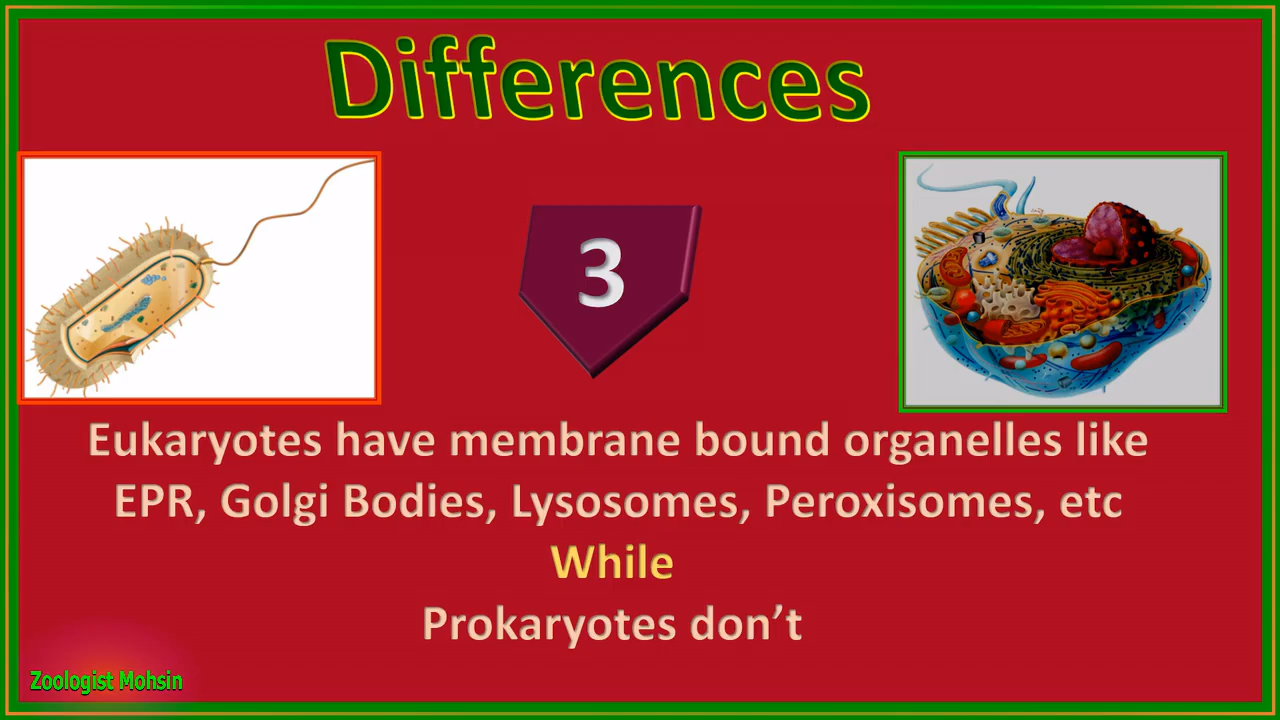 Differences
3
Eukaryotes have membrane bound organelles like
EPR, Golgi Bodies, Lysosomes, Peroxisomes, etc
While
Prokaryotes don’t
Zoologist Mohsin